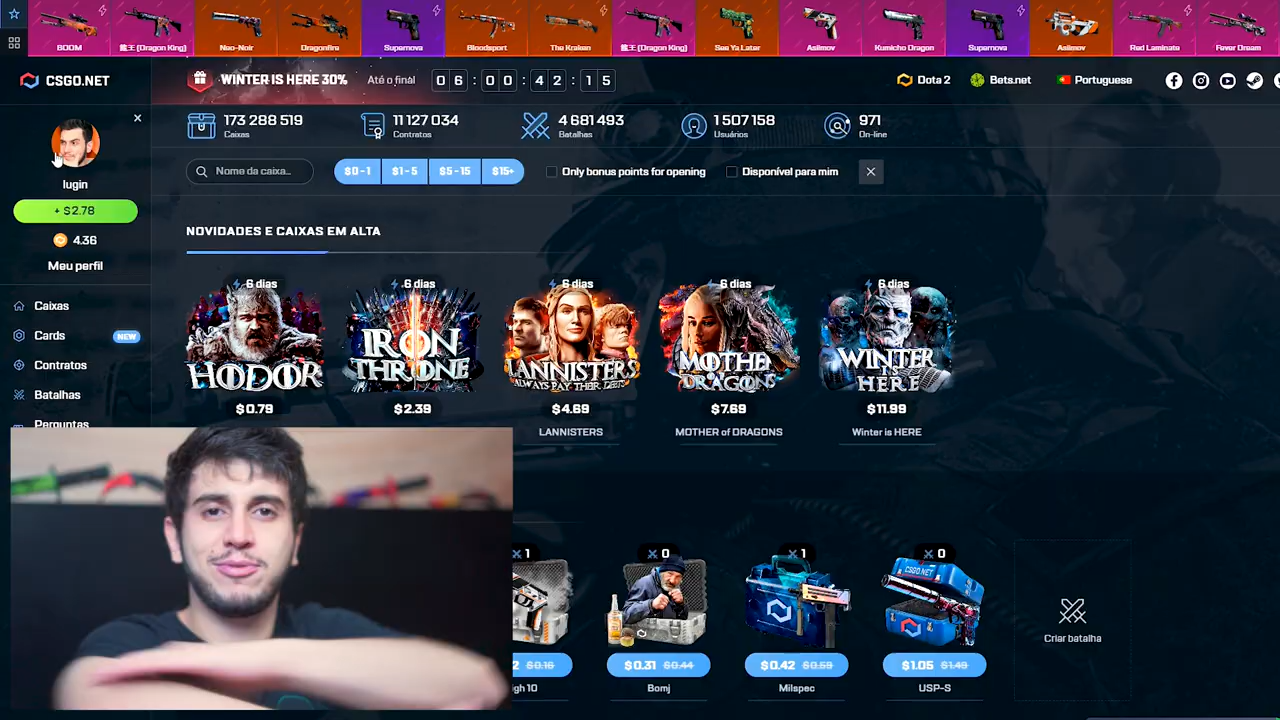 BOOM
龍王 (Dragon King)
Neo-Noir
Dragonfire
Supernova
Bloodsport
The Kraken
龍王 (Dragon King)
See Ya Later
Asiimov
Kumicho Dragon
Supernova
Asiimov
Red Laminate
Fever Dream
CSGO.NET
WINTER IS HERE 30%
Até o final
06:00:42:15
Dota 2
Bets.net
Portuguese
173 288 519
Caixas
11 127 034
Contratos
4 681 493
Batalhas
1 507 158
Usuários
971
On-line
lugin
+ $2.78
4.36
Meu perfil
Caixas
Cards
NEW
Contratos
Batalhas
Perguntas
Nome da caixa...
$0-1
$1-5
$5-15
$15+
Only bonus points for opening
Disponível para mim
NOVIDADES E CAIXAS EM ALTA
6 dias
6 dias
6 dias
6 dias
6 dias
HODOR
IRON
THRONE
LANNISTERS
ALWAYS PAY THEIR DEBTS
MOTHER
OF
DRAGONS
WINTER
IS
HERE
$0.79
$2.39
$4.69
$7.69
$11.99
LANNISTERS
MOTHER of DRAGONS
Winter is HERE
1
0
1
0
CSGO.NET
2 $0.16
$0.31 $0.44
$0.42 $0.59
$1.05 $1.49
igh 10
Bomj
Milspec
USP-S
Criar batalha